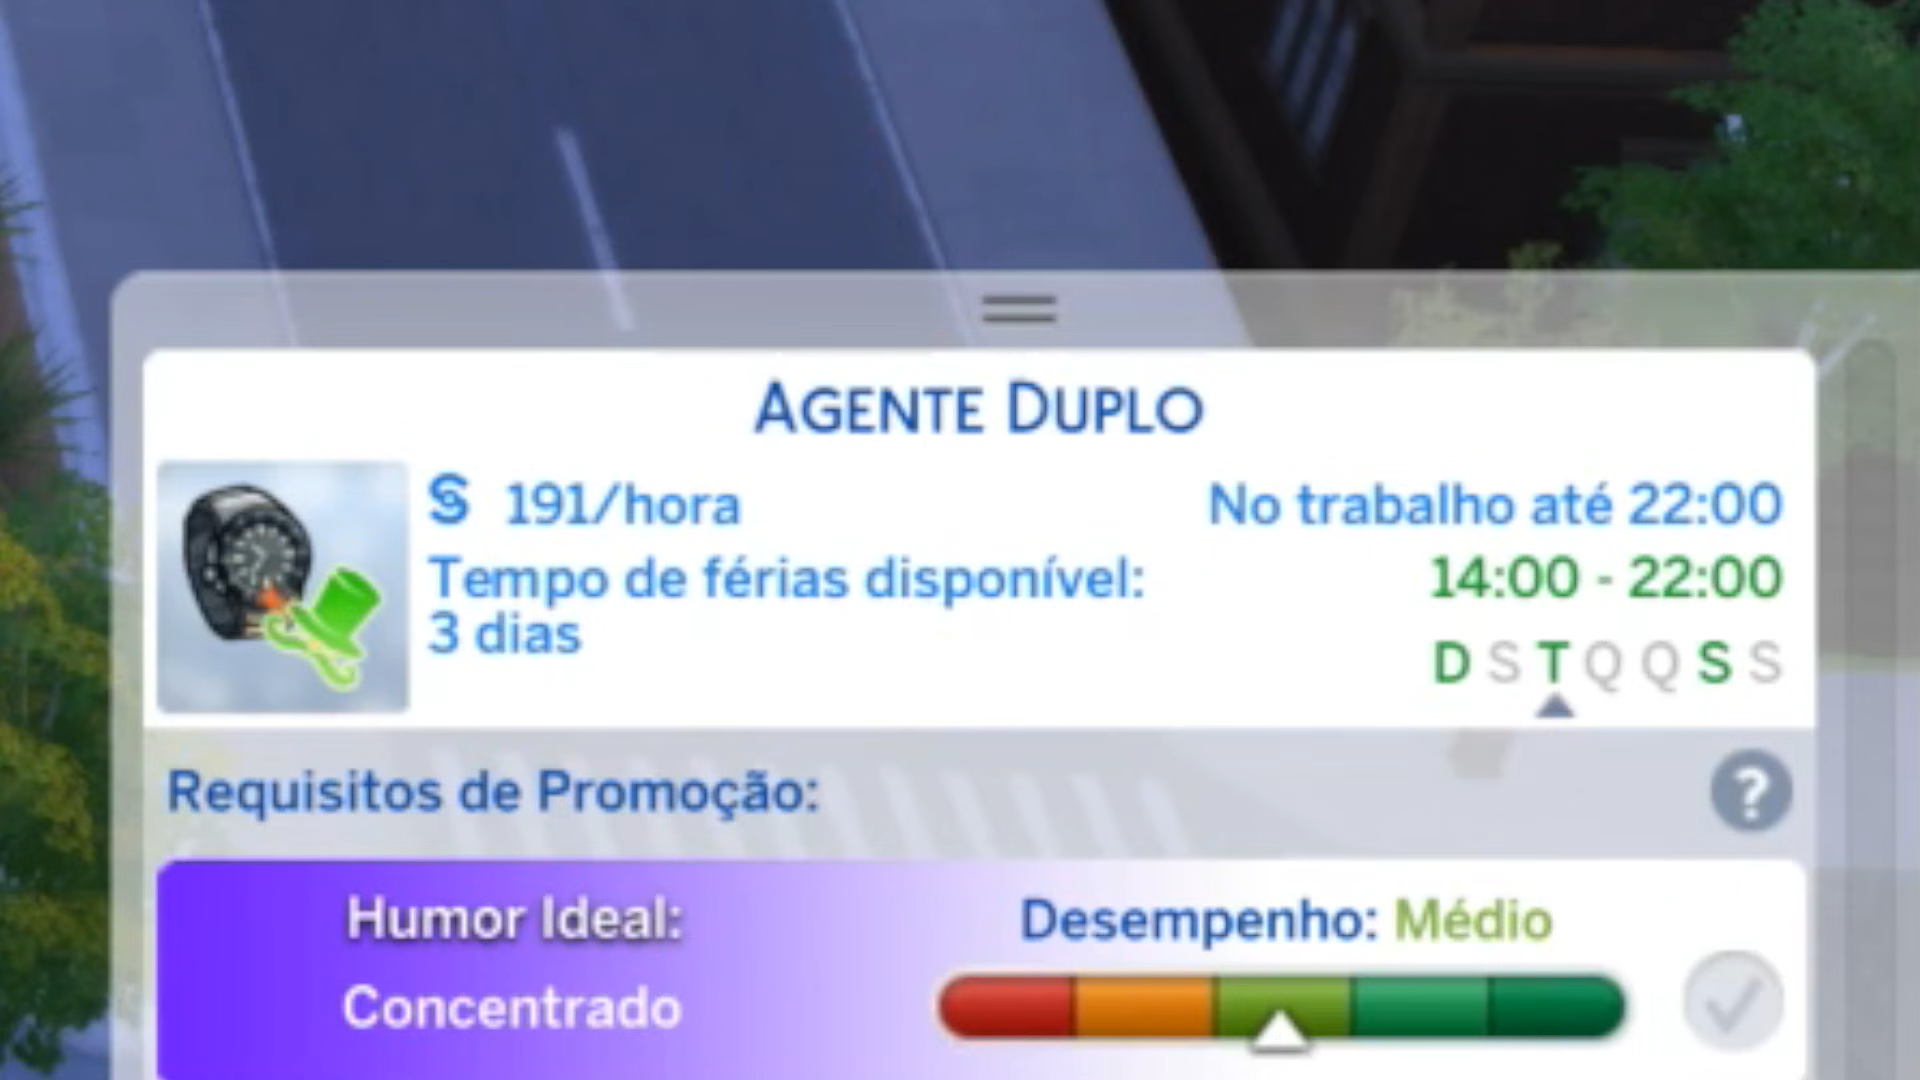 AGENTE DUPLO
191/hora
No trabalho até 22:00
Tempo de férias disponível:
3 dias
14:00 - 22:00
D S T Q Q S S
Requisitos de Promoção:
?
Humor Ideal:
Concentrado
Desempenho: Médio